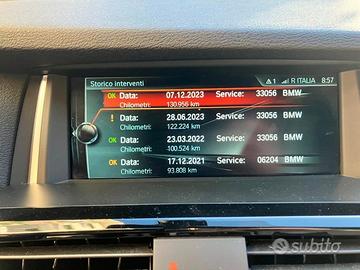 Storico interventi
1 R ITALIA 8:57
OK Data: 07.12.2023 Service: 33056 BMW
Chilometri: 130.956 km
! Data: 28.06.2023 Service: 33056 BMW
Chilometri: 122.224 km
OK Data: 23.03.2022 Service: 33056 BMW
Chilometri: 100.524 km
OK Data: 17.12.2021 Service: 06204 BMW
Chilometri: 93.808 km
subito